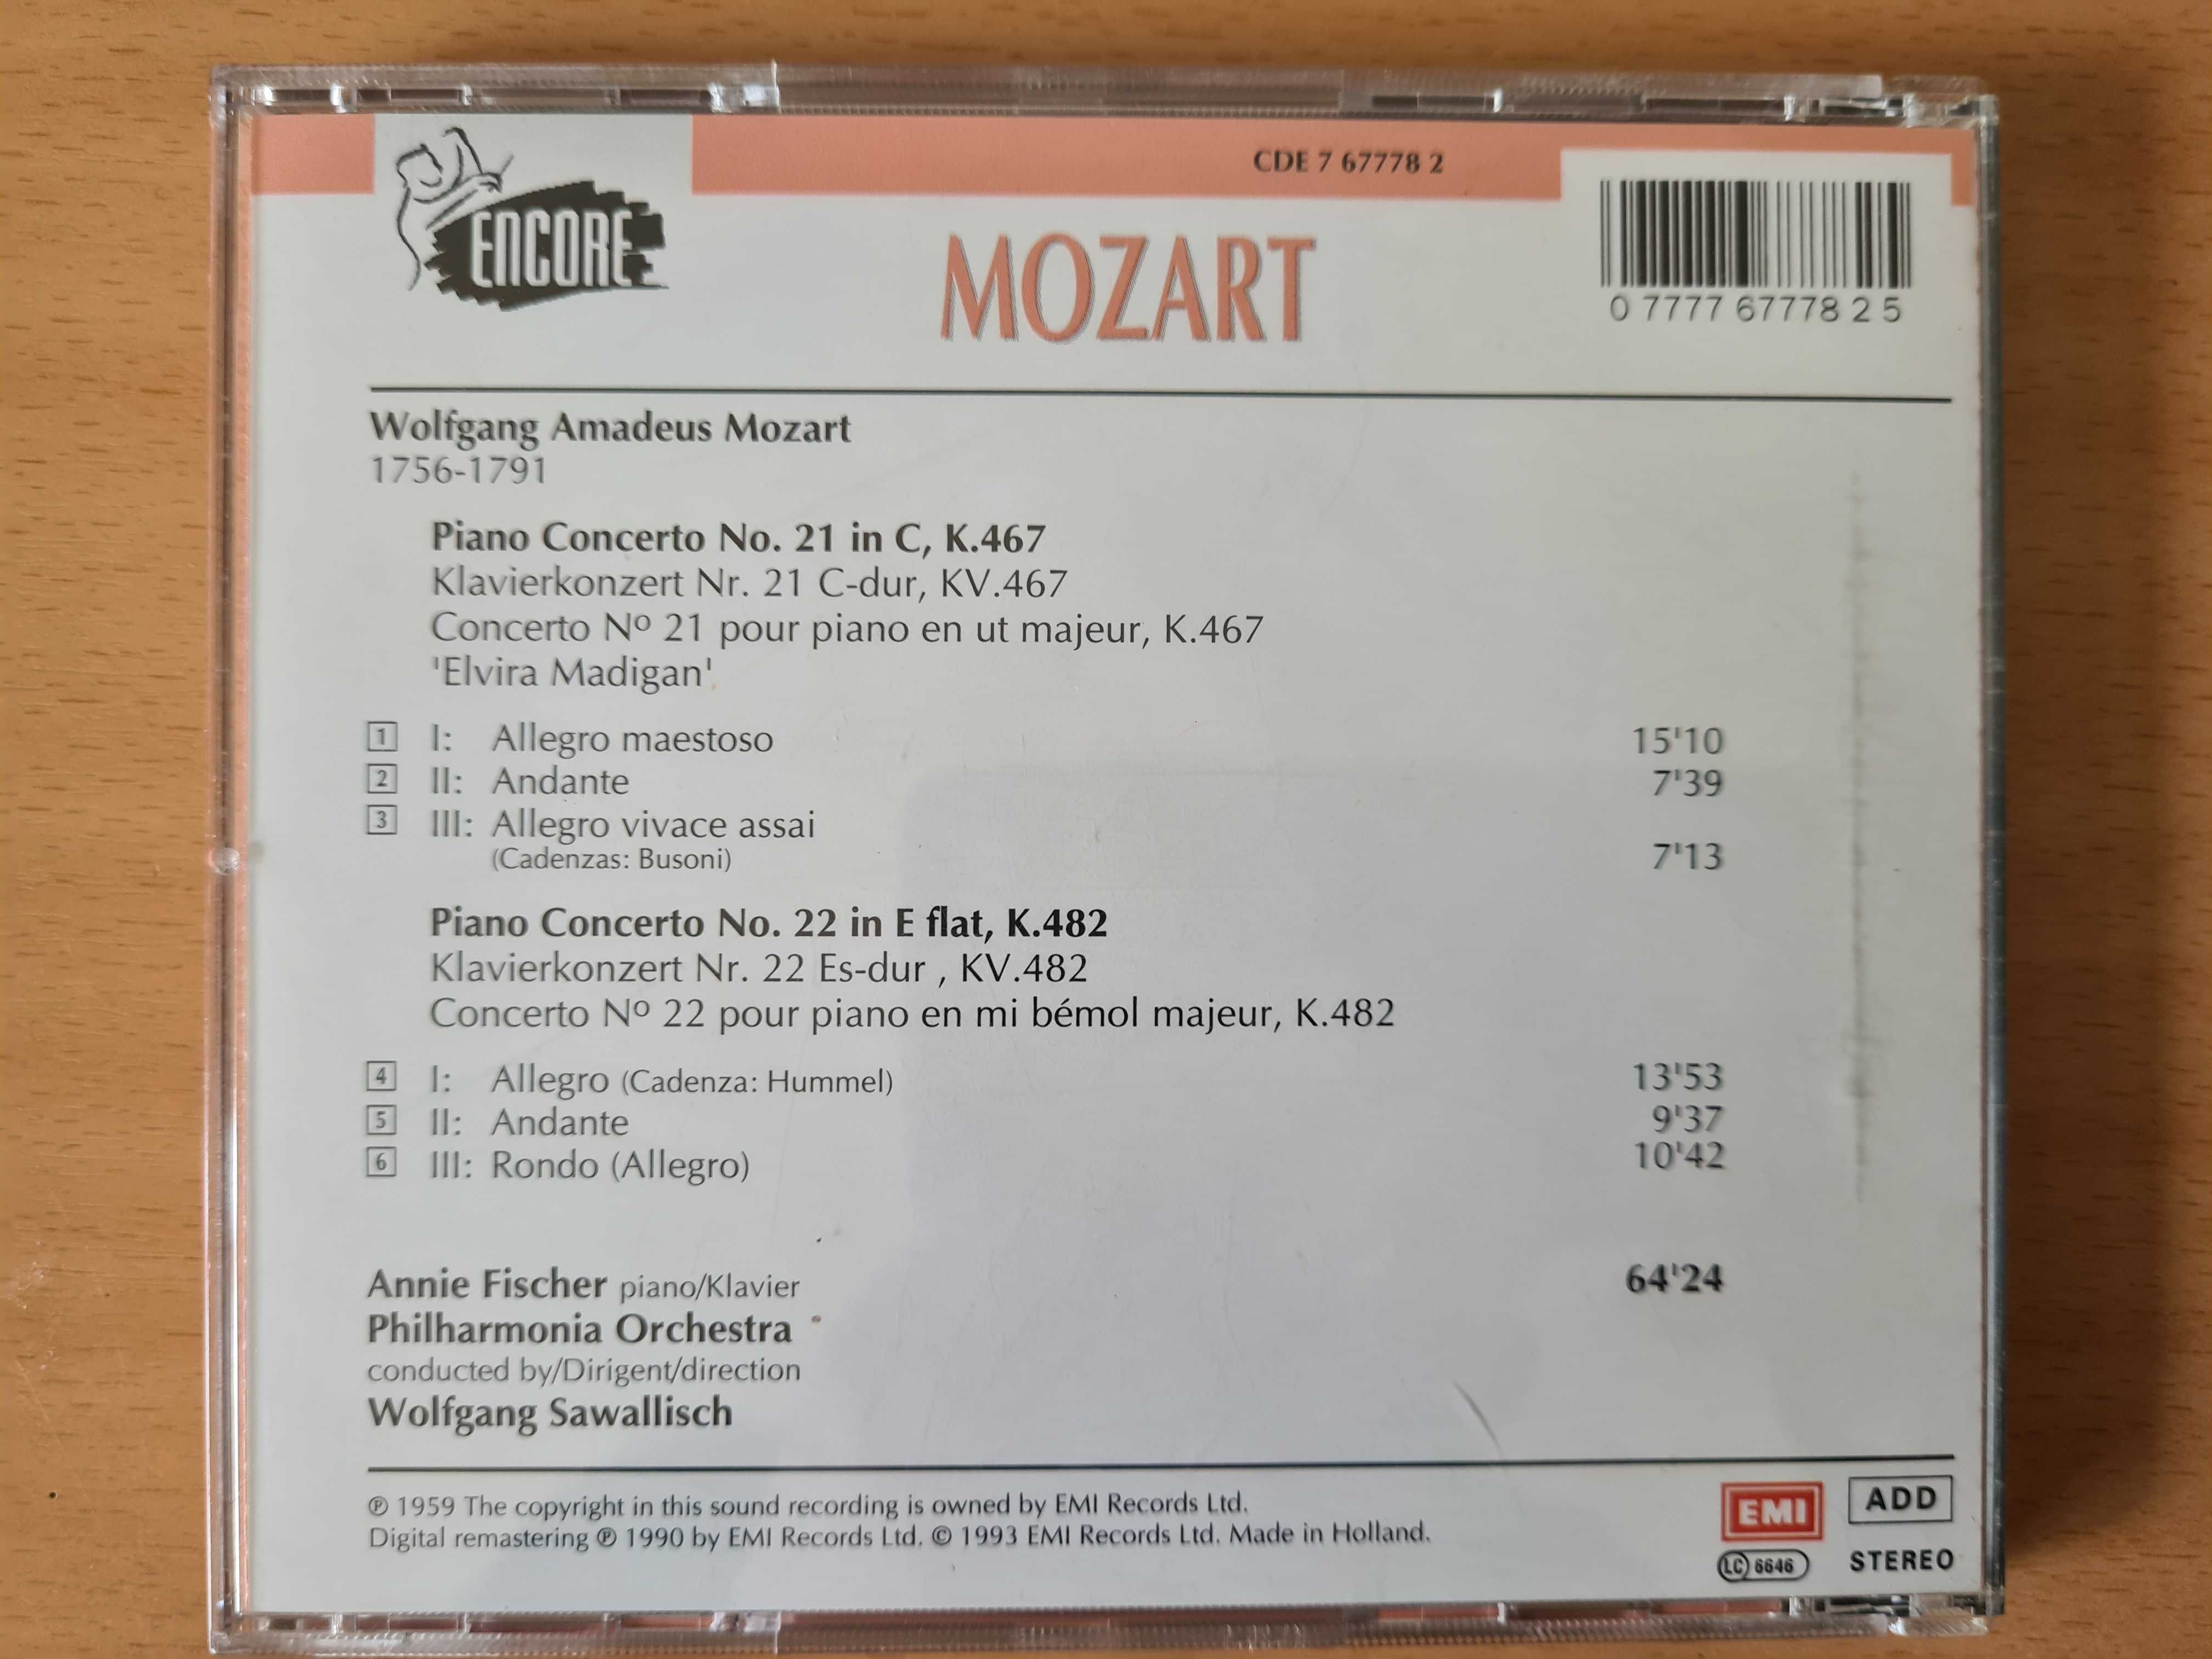 ENCORE
CDE 7 67778 2
MOZART
0 7777 67778 2 5
Wolfgang Amadeus Mozart
1756-1791
Piano Concerto No. 21 in C, K.467
Klavierkonzert Nr. 21 C-dur, KV.467
Concerto Nº 21 pour piano en ut majeur, K.467
'Elvira Madigan'
1 I: Allegro maestoso 15'10
2 II: Andante 7'39
3 III: Allegro vivace assai
(Cadenzas: Busoni) 7'13
Piano Concerto No. 22 in E flat, K.482
Klavierkonzert Nr. 22 Es-dur , KV.482
Concerto Nº 22 pour piano en mi bémol majeur, K.482
4 I: Allegro (Cadenza: Hummel) 13'53
5 II: Andante 9'37
6 III: Rondo (Allegro) 10'42
Annie Fischer piano/Klavier 64'24
Philharmonia Orchestra
conducted by/Dirigent/direction
Wolfgang Sawallisch
℗ 1959 The copyright in this sound recording is owned by EMI Records Ltd.
Digital remastering ℗ 1990 by EMI Records Ltd. © 1993 EMI Records Ltd. Made in Holland.
EMI ADD
LC 6646 STEREO